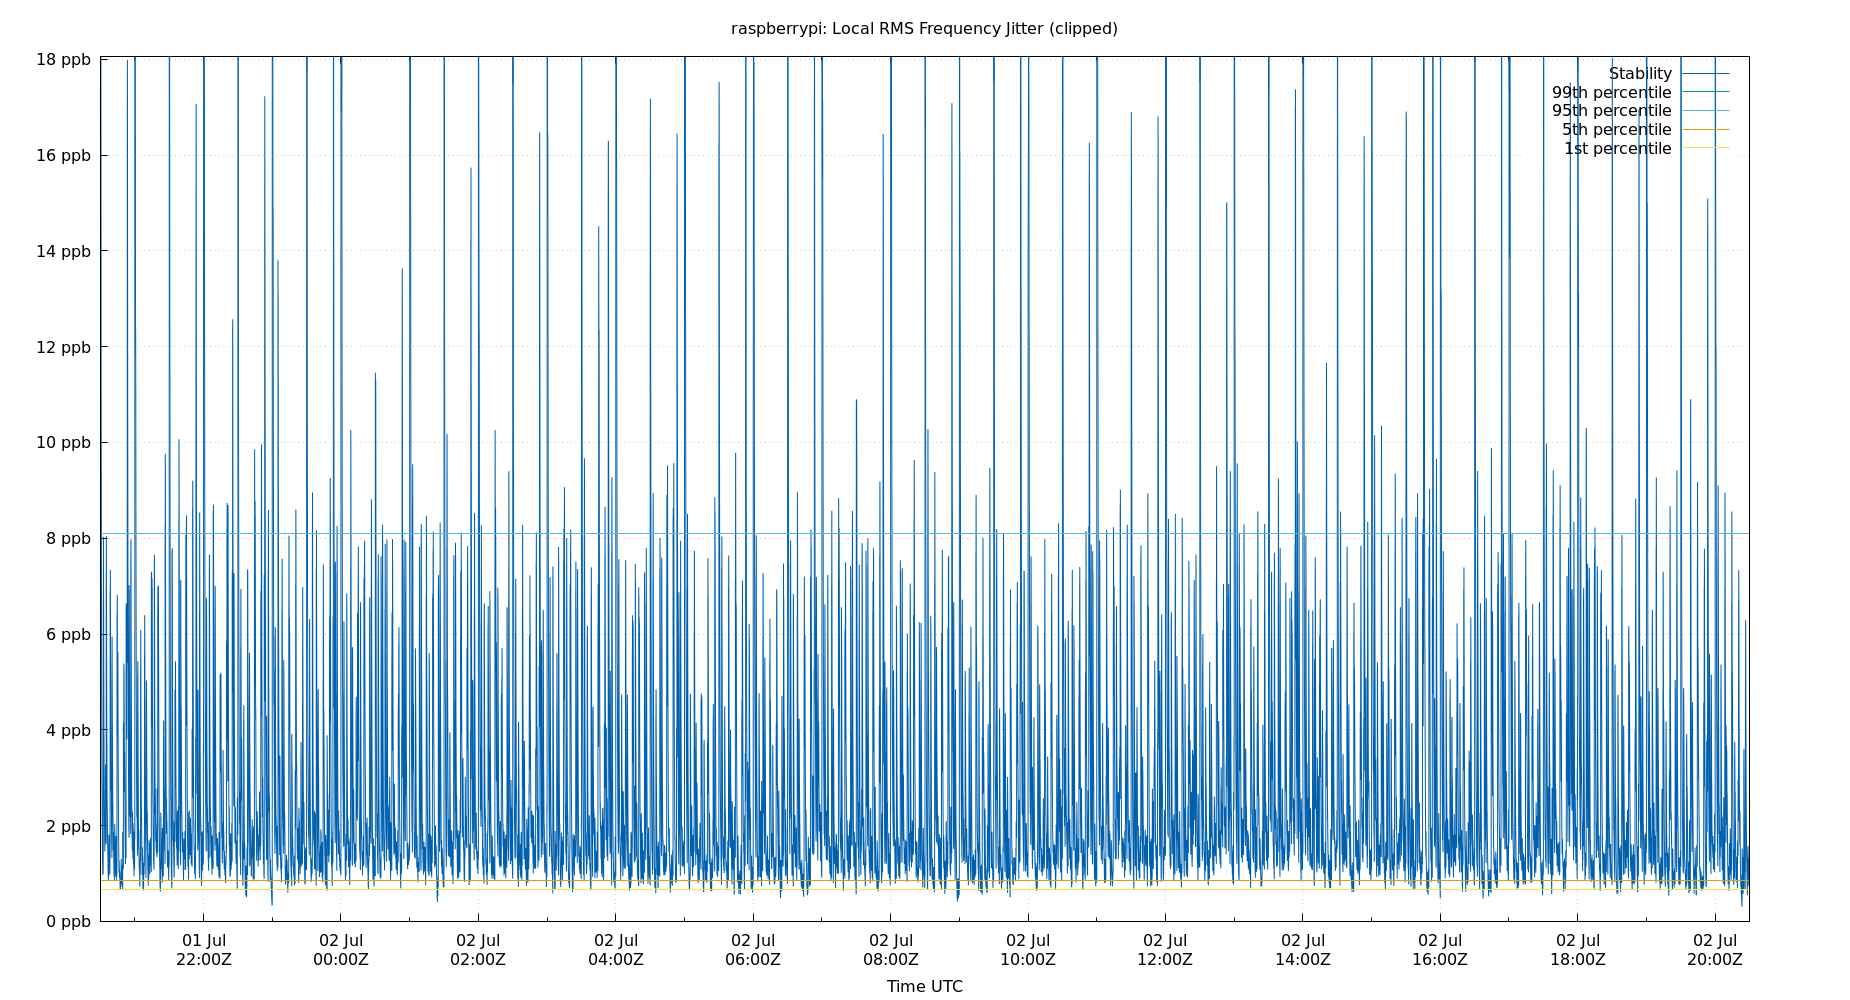 raspberrypi: Local RMS Frequency Jitter (clipped)
18 ppb
16 ppb
14 ppb
12 ppb
10 ppb
8 ppb
6 ppb
4 ppb
2 ppb
0 ppb
Stability
99th percentile
95th percentile
5th percentile
1st percentile
01 Jul
22:00Z
02 Jul
00:00Z
02 Jul
02:00Z
02 Jul
04:00Z
02 Jul
06:00Z
02 Jul
08:00Z
02 Jul
10:00Z
02 Jul
12:00Z
02 Jul
14:00Z
02 Jul
16:00Z
02 Jul
18:00Z
02 Jul
20:00Z
Time UTC